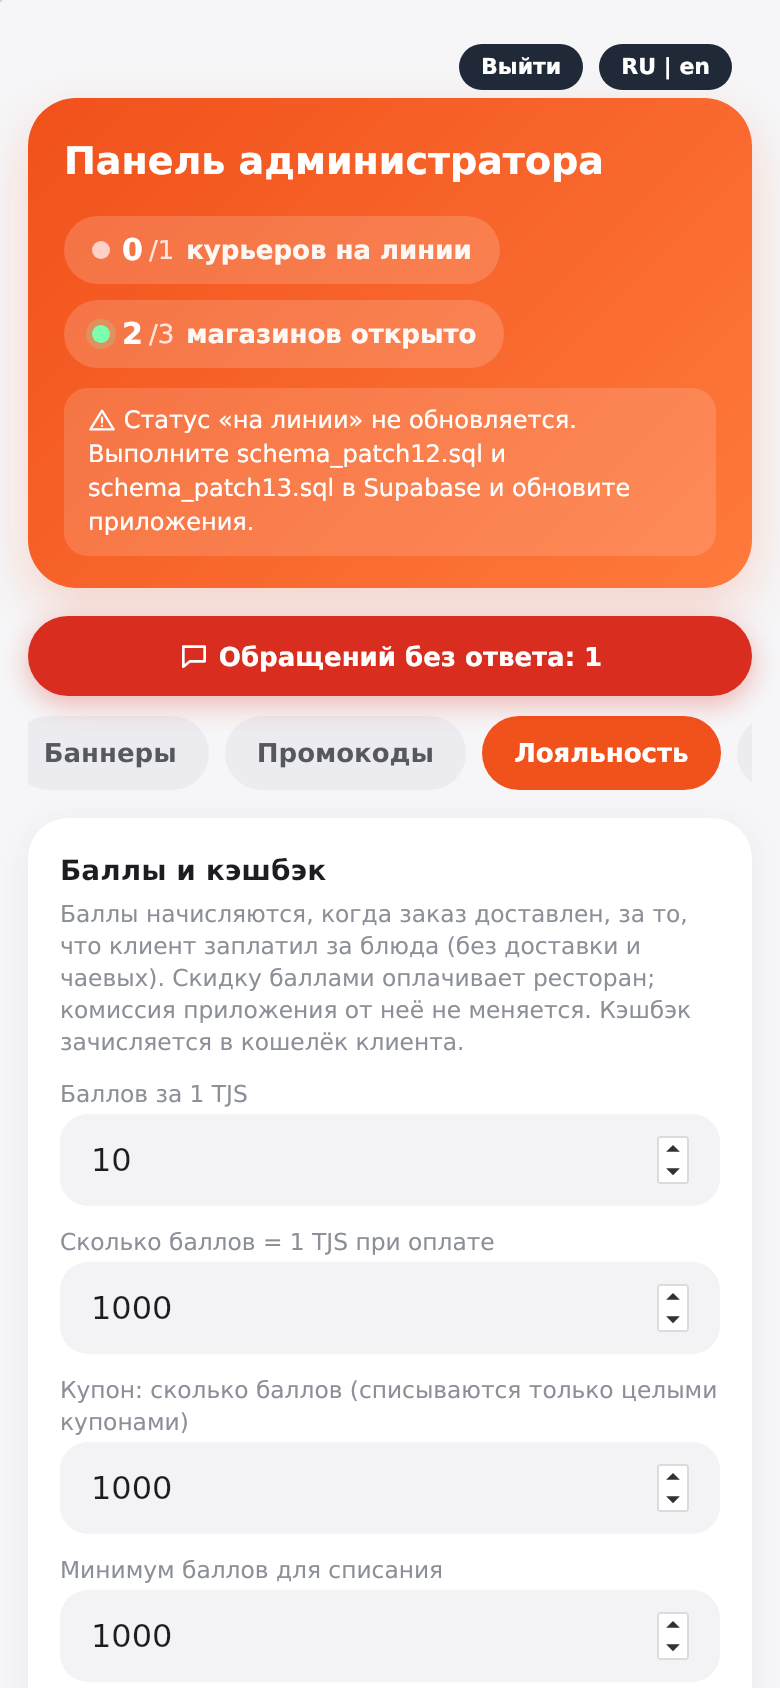 Выйти
RU | en
Панель администратора
0 /1 курьеров на линии
2 /3 магазинов открыто
Статус «на линии» не обновляется.
Выполните schema_patch12.sql и
schema_patch13.sql в Supabase и обновите
приложения.
Обращений без ответа: 1
Баннеры
Промокоды
Лояльность
Баллы и кэшбэк
Баллы начисляются, когда заказ доставлен, за то,
что клиент заплатил за блюда (без доставки и
чаевых). Скидку баллами оплачивает ресторан;
комиссия приложения от неё не меняется. Кэшбэк
зачисляется в кошелёк клиента.
Баллов за 1 TJS
10
Сколько баллов = 1 TJS при оплате
1000
Купон: сколько баллов (списываются только целыми
купонами)
1000
Минимум баллов для списания
1000